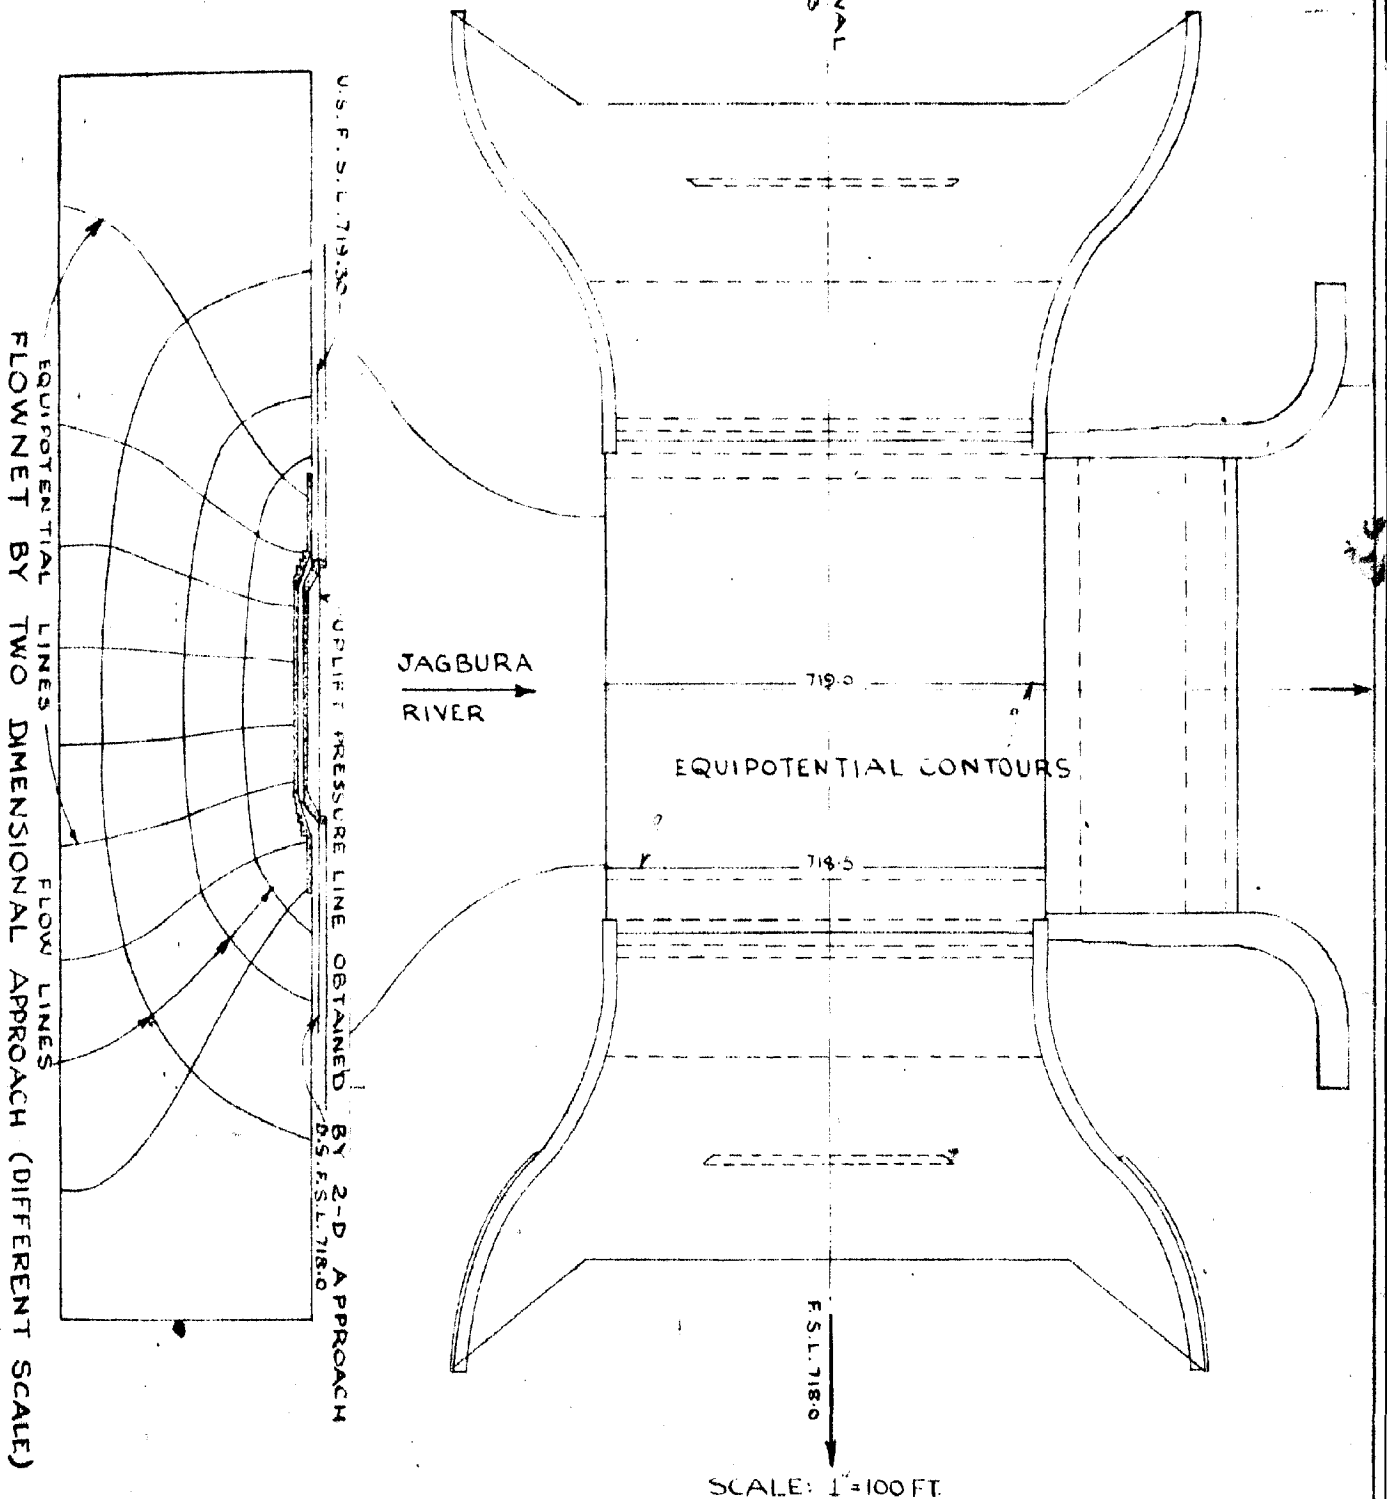 NAL
U.S.F.S.L. 719.30
JAGBURA
RIVER
719.0
EQUIPOTENTIAL CONTOURS
718.5
UPLIFT PRESSURE LINE OBTAINED BY 2-D APPROACH
D.S.F.S.L. 718.0
F.S.L. 718.0
EQUIPOTENTIAL LINES
FLOW LINES
FLOWNET BY TWO DIMENSIONAL APPROACH (DIFFERENT SCALE)
SCALE: 1"=100 FT.